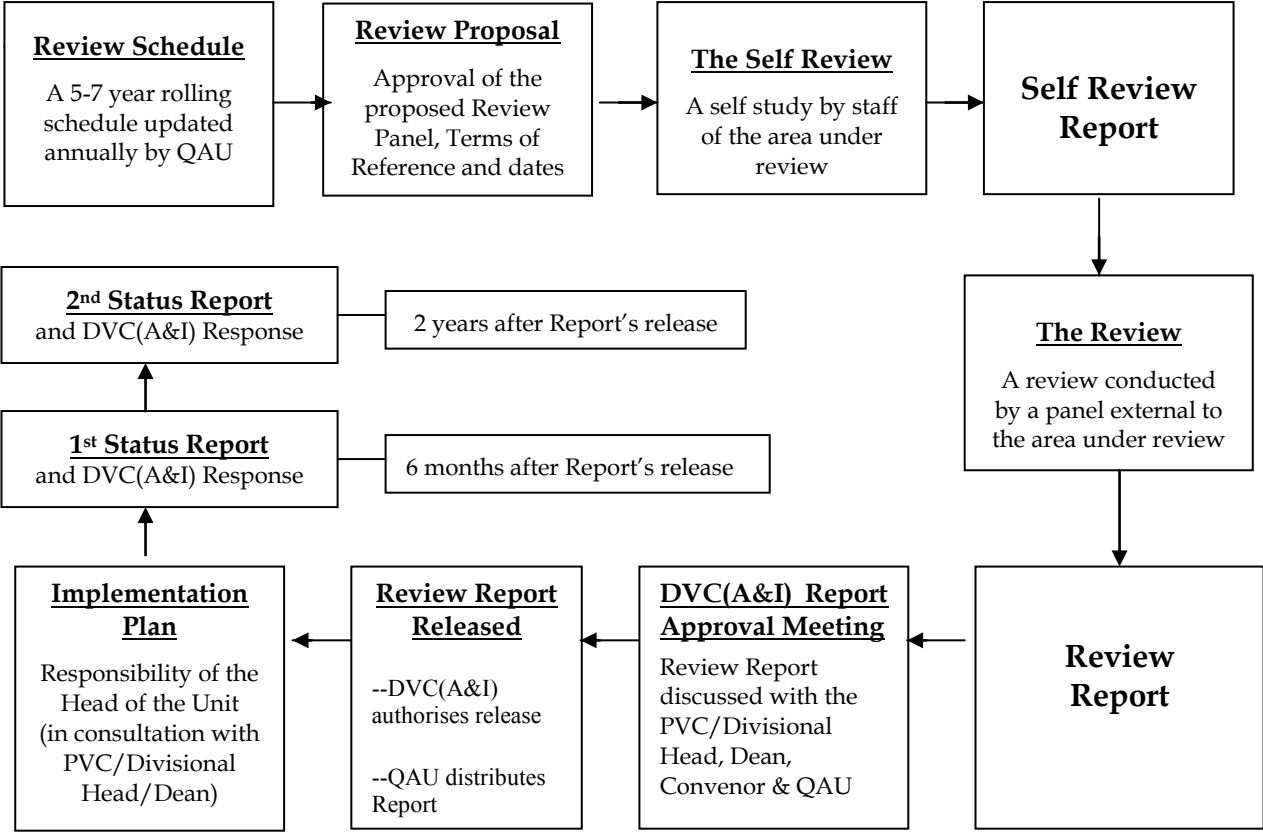 Review Schedule
A 5-7 year rolling
schedule updated
annually by QAU
Review Proposal
Approval of the
proposed Review
Panel, Terms of
Reference and dates
The Self Review
A self study by staff
of the area under
review
Self Review
Report
The Review
A review conducted
by a panel external to
the area under review
Review
Report
DVC(A&I) Report
Approval Meeting
Review Report
discussed with the
PVC/Divisional
Head, Dean,
Convenor & QAU
Review Report
Released
--DVC(A&I)
authorises release
--QAU distributes
Report
Implementation
Plan
Responsibility of the
Head of the Unit
(in consultation with
PVC/Divisional
Head/Dean)
1st Status Report
and DVC(A&I) Response
6 months after Report’s release
2nd Status Report
and DVC(A&I) Response
2 years after Report’s release